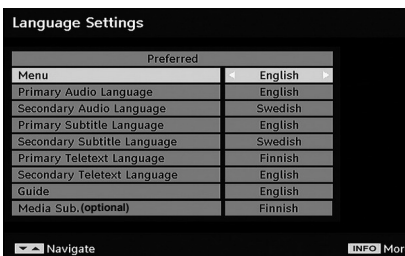 Language Settings
Preferred
Menu English
Primary Audio Language English
Secondary Audio Language Swedish
Primary Subtitle Language English
Secondary Subtitle Language Swedish
Primary Teletext Language Finnish
Secondary Teletext Language English
Guide English
Media Sub.(optional) Finnish
Navigate INFO Mor